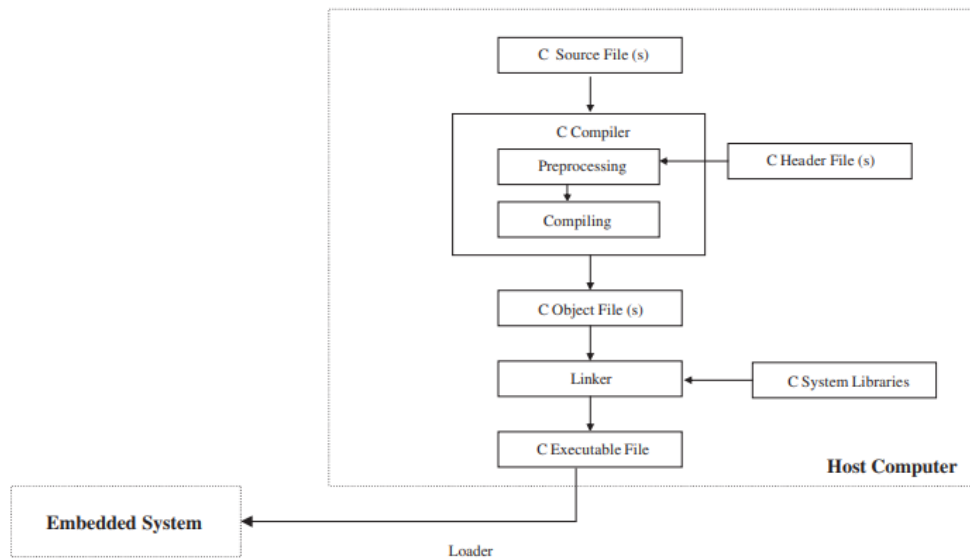 C Source File (s)
C Compiler
Preprocessing
C Header File (s)
Compiling
C Object File (s)
Linker
C System Libraries
C Executable File
Host Computer
Embedded System
Loader